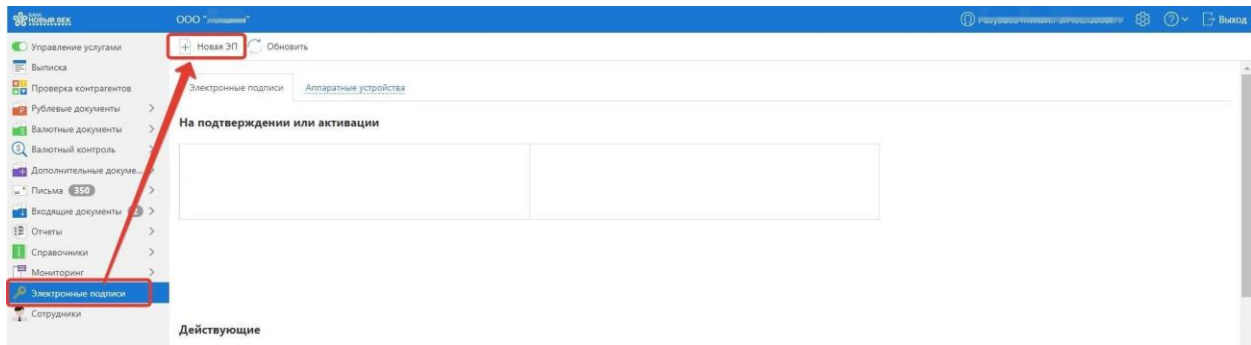 БАНК
НОВЫЙ ВЕК
ООО "
Выход
Управление услугами
Новая ЭП
Обновить
Выписка
Проверка контрагентов
Электронные подписи
Аппаратные устройства
Рублевые документы
На подтверждении или активации
Валютные документы
Валютный контроль
Дополнительные докуме...
Письма 350
Входящие документы
Отчеты
Справочники
Мониторинг
Электронные подписи
Сотрудники
Действующие